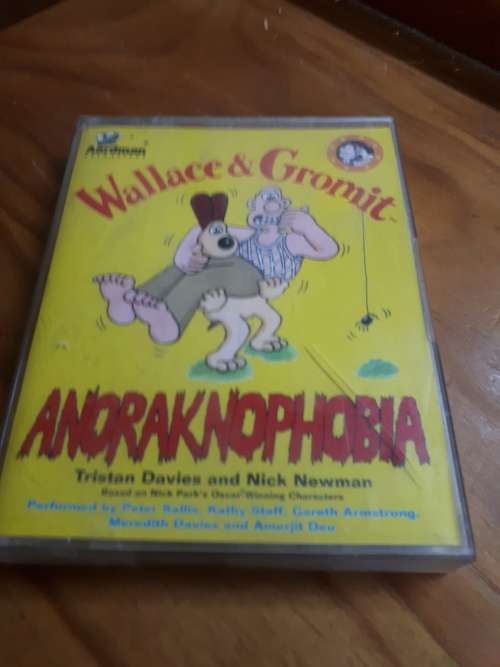 Aardman
Wallace & Gromit™
ANORAKNOPHOBIA
Tristan Davies and Nick Newman
Based on Nick Park's Oscar Winning Characters
Performed by Peter Sallis, Kathy Staff, Gareth Armstrong,
Meredith Davies and Amerjit Deu